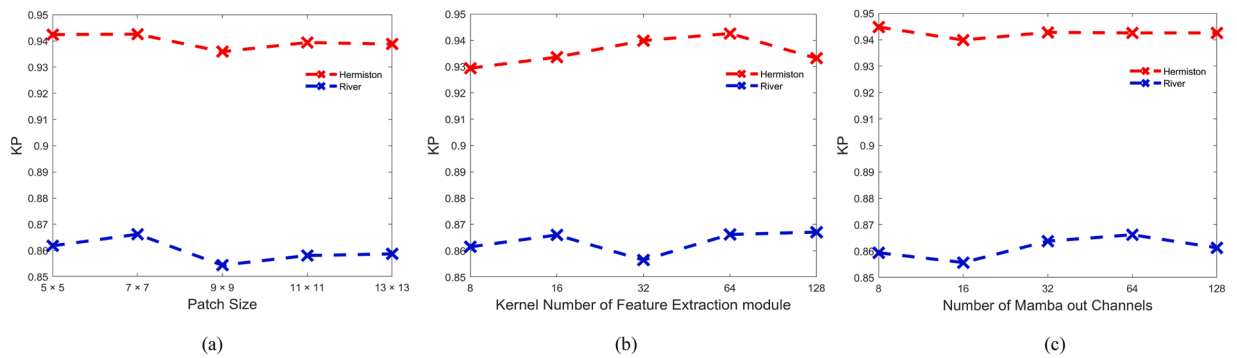 0.95
0.94
0.93
0.92
0.91
0.9
0.89
0.88
0.87
0.86
0.85
KP
Hermiston
River
5 × 5 7 × 7 9 × 9 11 × 11 13 × 13
Patch Size
(a)
0.95
0.94
0.93
0.92
0.91
0.9
0.89
0.88
0.87
0.86
0.85
KP
Hermiston
River
8 16 32 64 128
Kernel Number of Feature Extraction module
(b)
0.95
0.94
0.93
0.92
0.91
0.9
0.89
0.88
0.87
0.86
0.85
KP
Hermiston
River
8 16 32 64 128
Number of Mamba out Channels
(c)